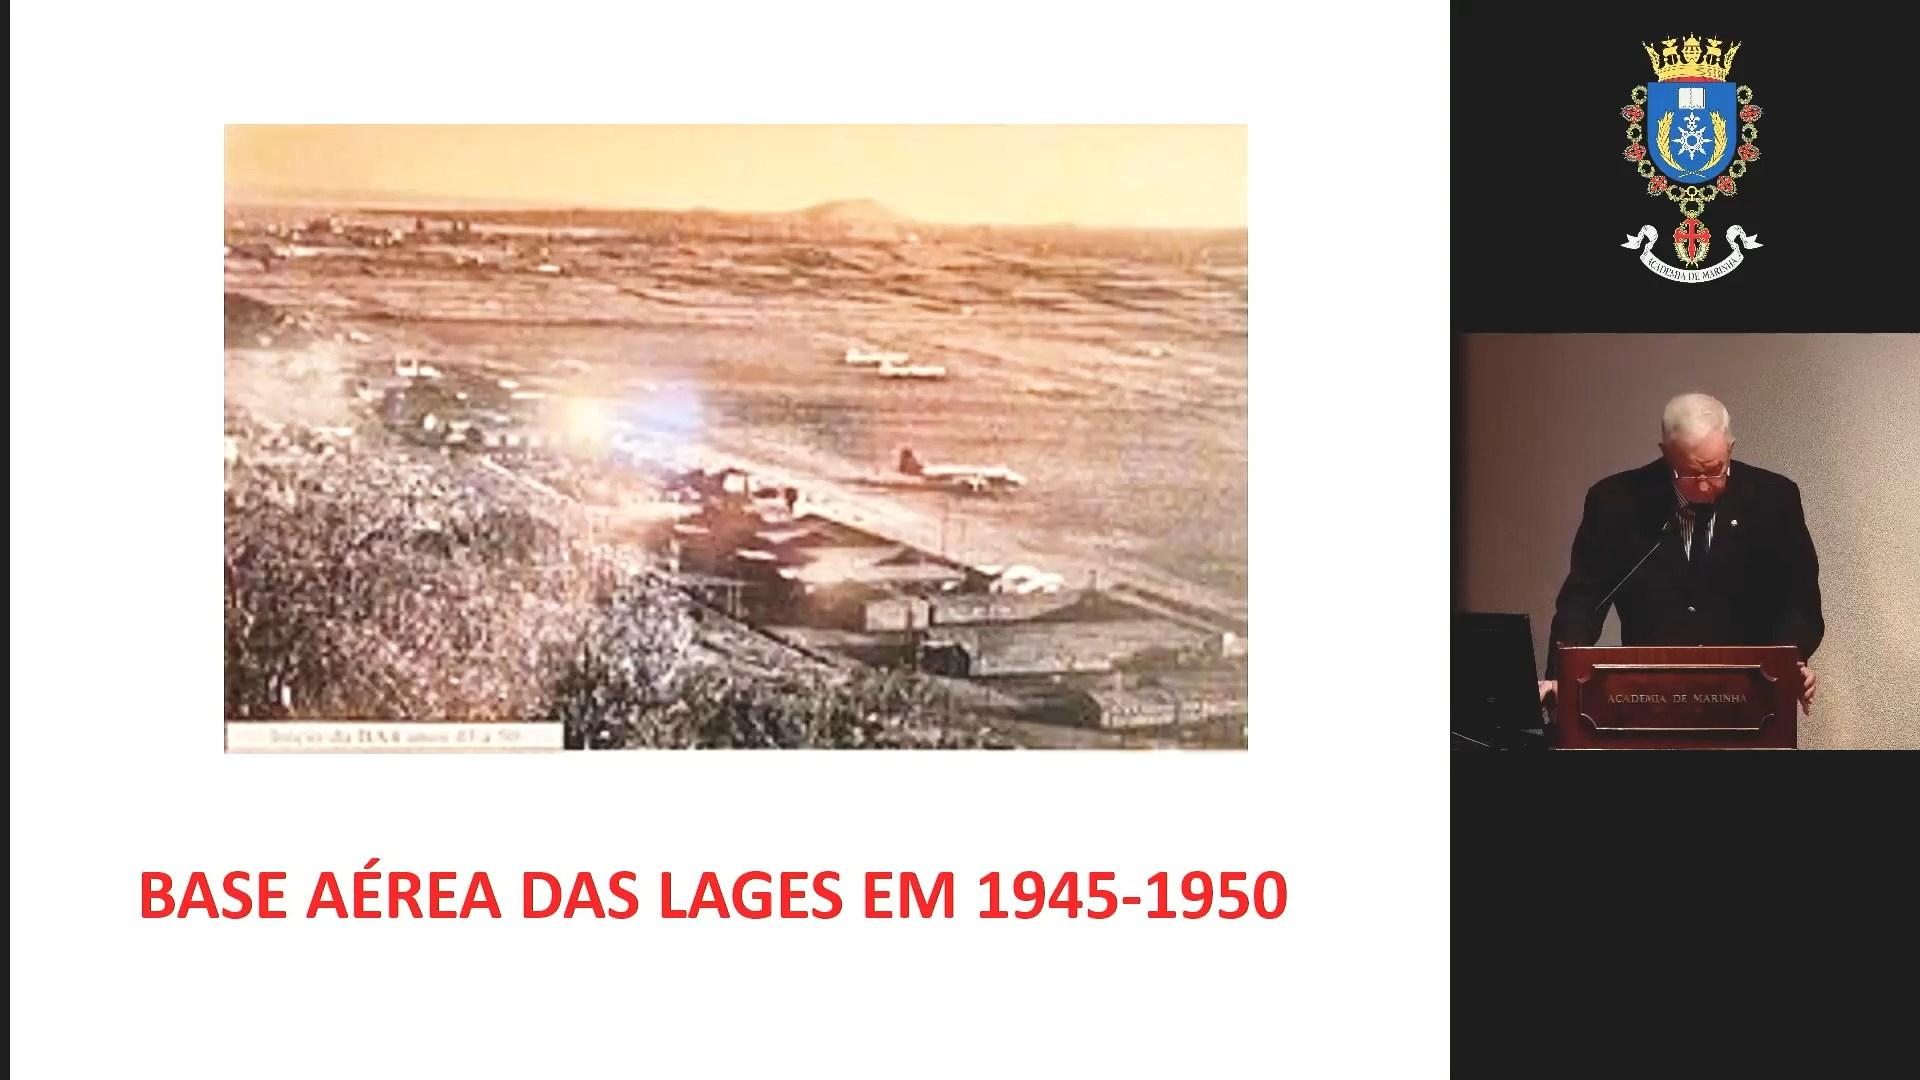 BASE AÉREA DAS LAGES EM 1945-1950
ACADEMIA DE MARINHA
ACADEMIA DE MARINHA